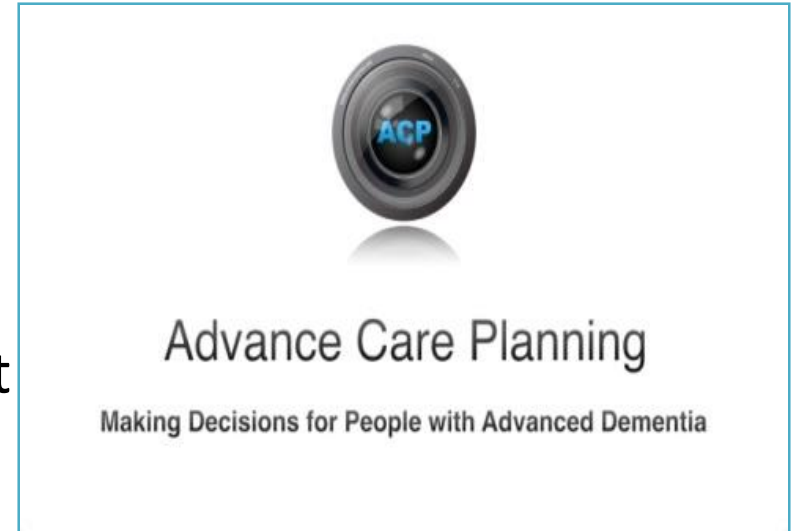 ACP
Advance Care Planning
t
Making Decisions for People with Advanced Dementia